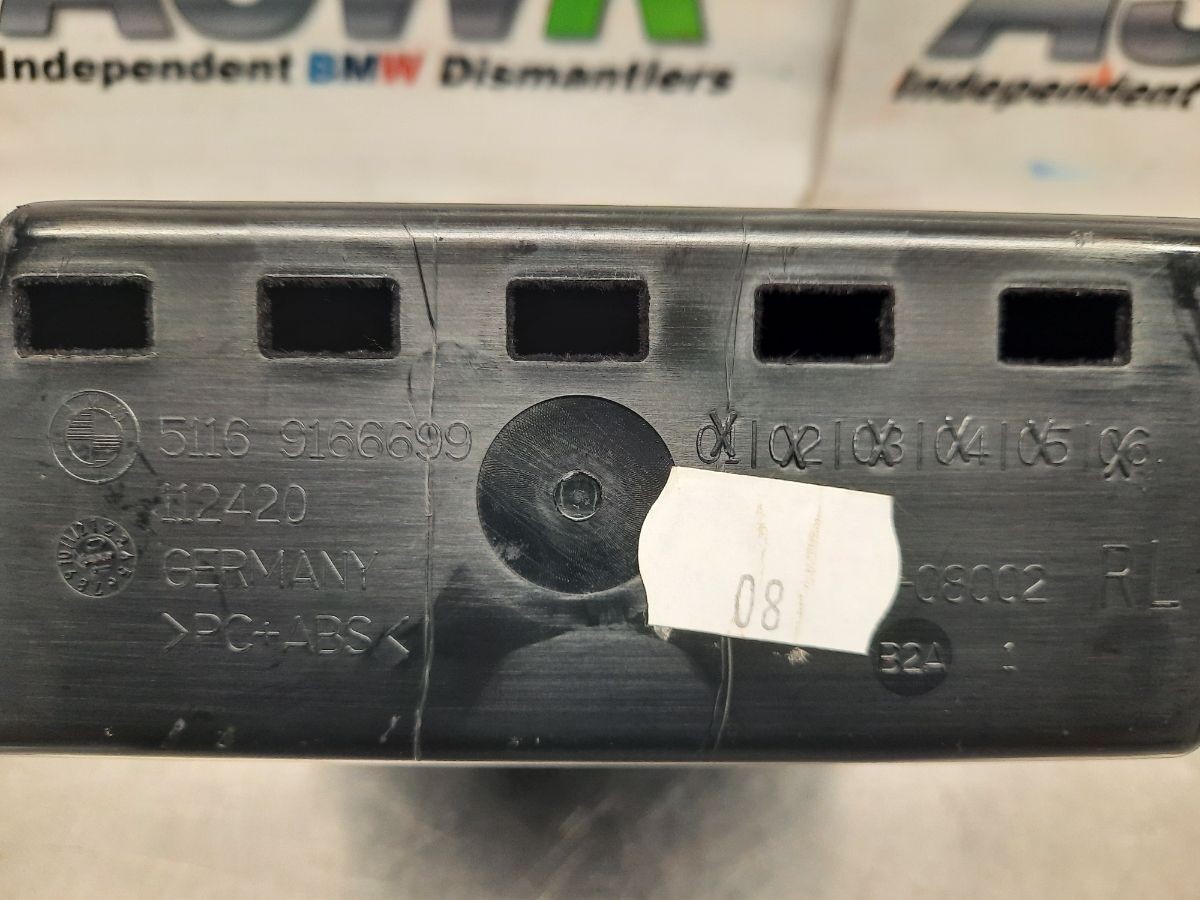 Independent BMW Dismantlers
Independent
5116 9166699
01|02|03|04|05|06
112420
GERMANY
-08002
RL
>PC+ABS<
08
B2A
1